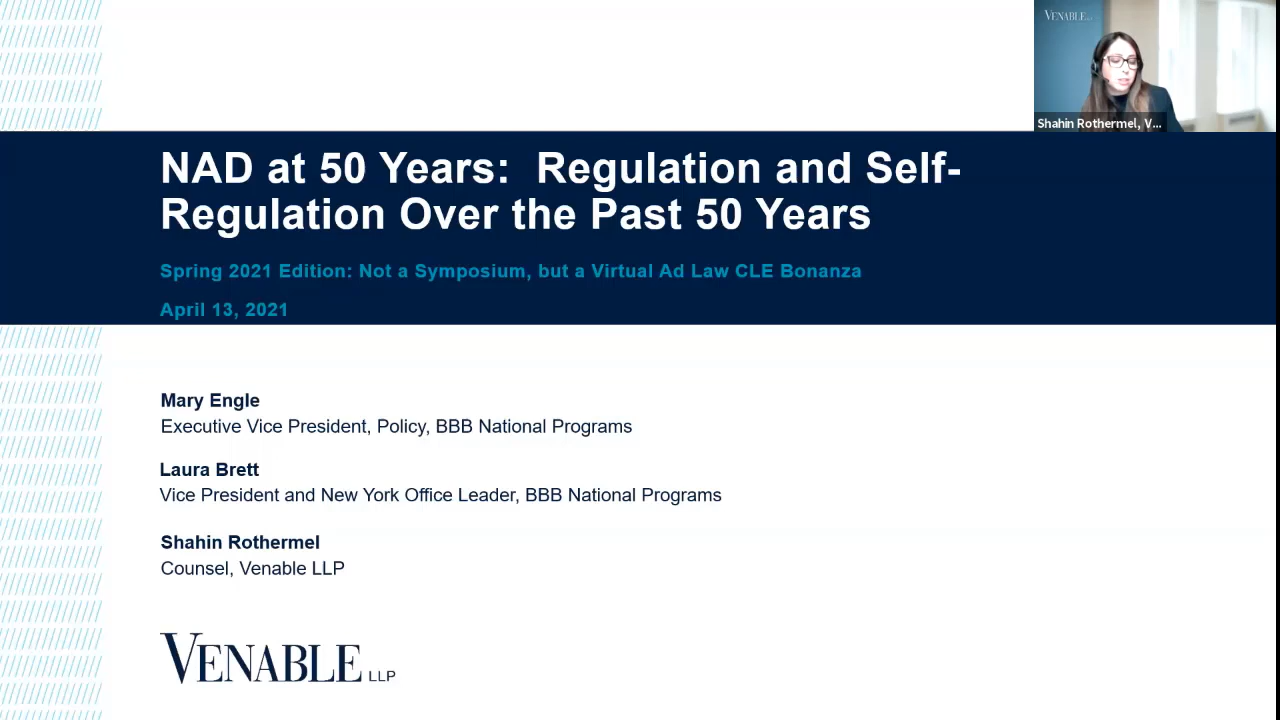 VENABLE
Shahin Rothermel, V...
NAD at 50 Years: Regulation and Self-
Regulation Over the Past 50 Years
Spring 2021 Edition: Not a Symposium, but a Virtual Ad Law CLE Bonanza
April 13, 2021
Mary Engle
Executive Vice President, Policy, BBB National Programs
Laura Brett
Vice President and New York Office Leader, BBB National Programs
Shahin Rothermel
Counsel, Venable LLP
VENABLE LLP